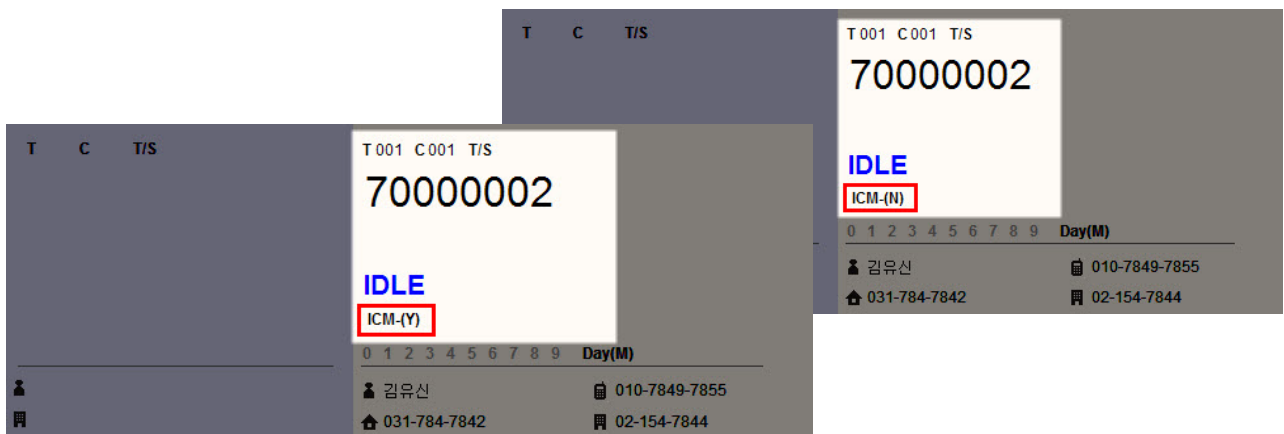 T C T/S
T 001 C 001 T/S
70000002
IDLE
ICM-(N)
0 1 2 3 4 5 6 7 8 9 Day(M)
김유신 010-7849-7855
031-784-7842 02-154-7844
T C T/S
T 001 C 001 T/S
70000002
IDLE
ICM-(Y)
0 1 2 3 4 5 6 7 8 9 Day(M)
김유신 010-7849-7855
031-784-7842 02-154-7844